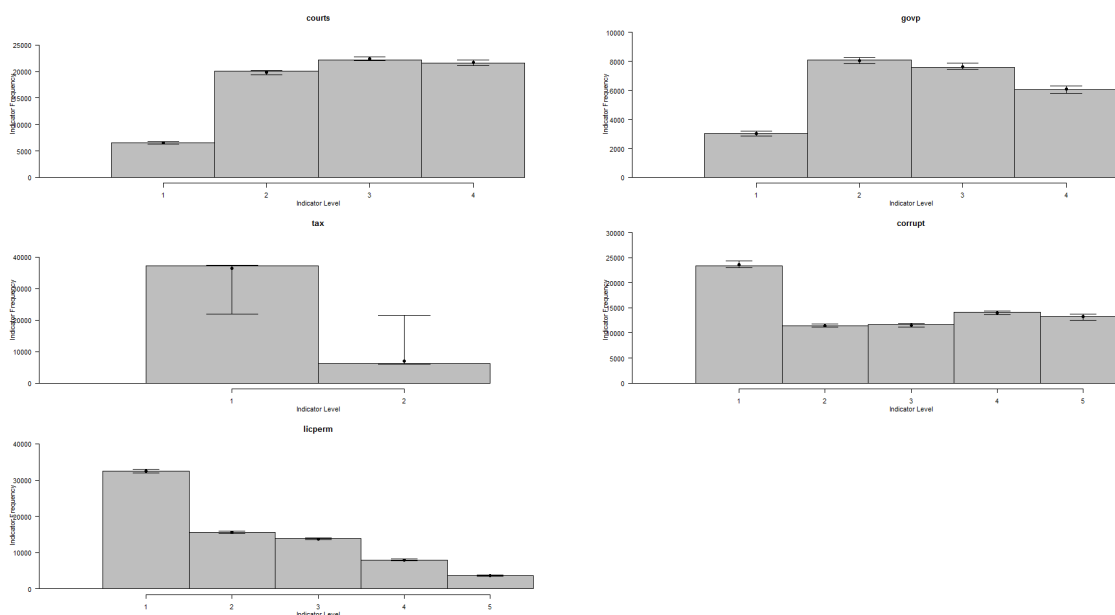 courts
Indicator Frequency
25000
20000
15000
10000
5000
0
1 2 3 4
Indicator Level
govp
Indicator Frequency
10000
8000
6000
4000
2000
0
1 2 3 4
Indicator Level
tax
Indicator Frequency
40000
30000
20000
10000
0
1 2
Indicator Level
corrupt
Indicator Frequency
30000
25000
20000
15000
10000
5000
0
1 2 3 4 5
Indicator Level
licperm
Indicator Frequency
40000
30000
20000
10000
0
1 2 3 4 5
Indicator Level